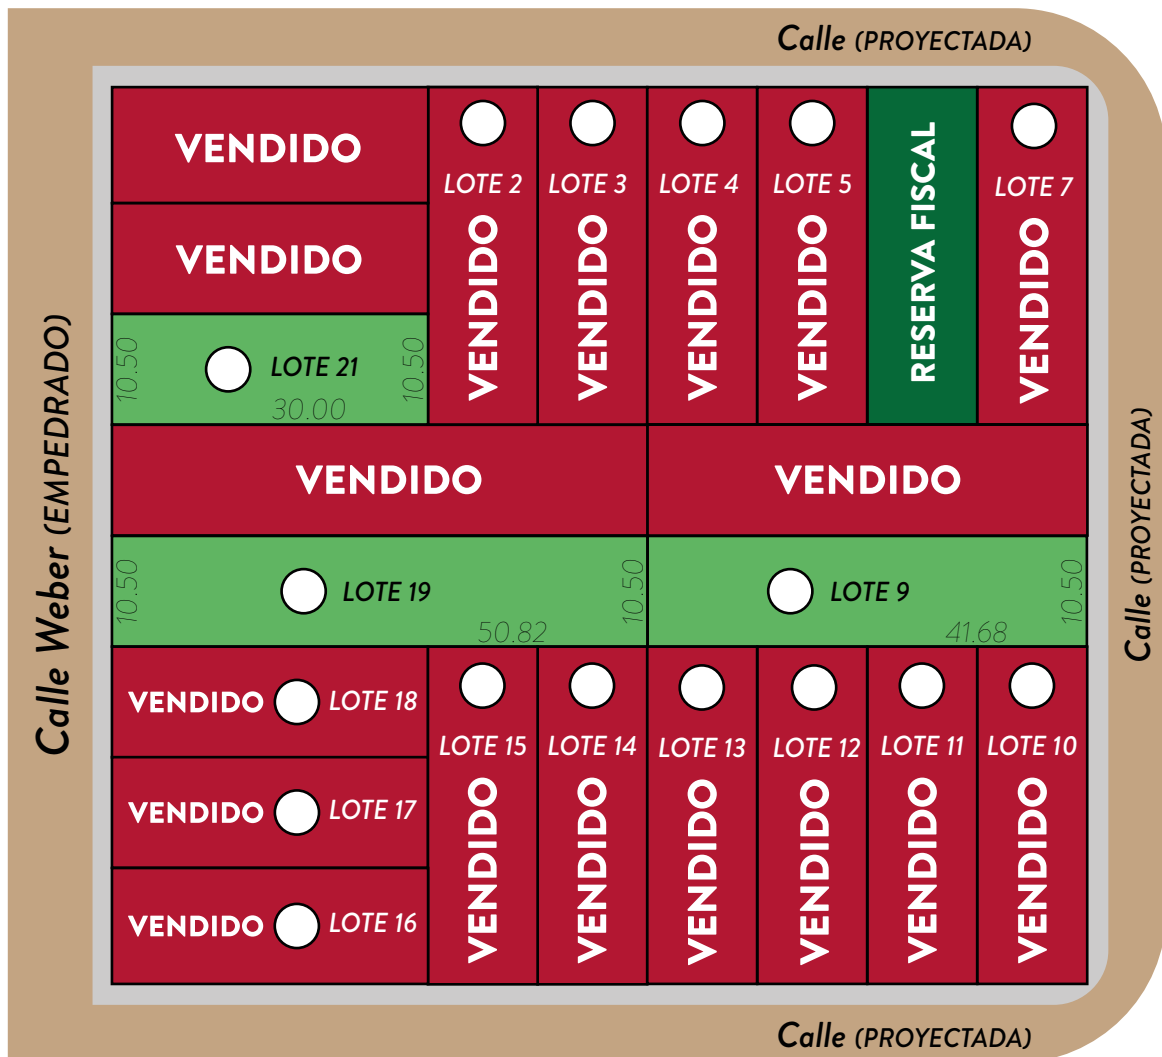 Calle (PROYECTADA)
VENDIDO
VENDIDO
LOTE 2
VENDIDO
LOTE 3
VENDIDO
LOTE 4
VENDIDO
LOTE 5
VENDIDO
RESERVA FISCAL
LOTE 7
VENDIDO
10.50
LOTE 21
10.50
30.00
Calle Weber (EMPEDRADO)
VENDIDO
VENDIDO
Calle (PROYECTADA)
10.50
LOTE 19
10.50
50.82
LOTE 9
10.50
41.68
VENDIDO LOTE 18
VENDIDO LOTE 17
VENDIDO LOTE 16
LOTE 15
VENDIDO
LOTE 14
VENDIDO
LOTE 13
VENDIDO
LOTE 12
VENDIDO
LOTE 11
VENDIDO
LOTE 10
VENDIDO
Calle (PROYECTADA)